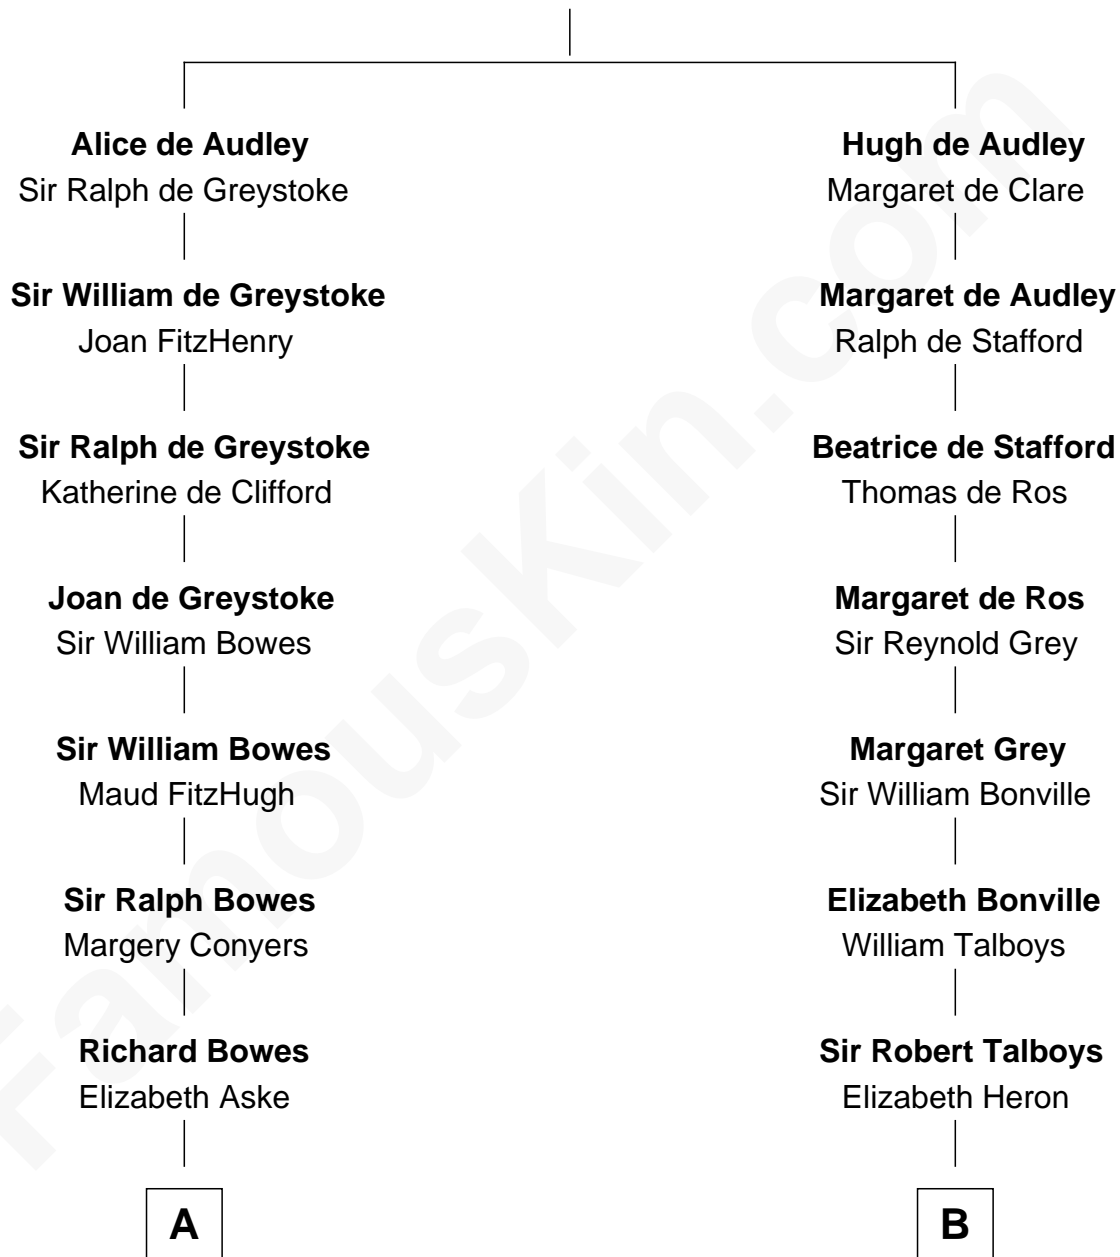 Alice de Audley
Sir Ralph de Greystoke
Sir William de Greystoke
Joan FitzHenry
Sir Ralph de Greystoke
Katherine de Clifford
Joan de Greystoke
Sir William Bowes
Sir William Bowes
Maud FitzHugh
Sir Ralph Bowes
Margery Conyers
Richard Bowes
Elizabeth Aske
A
Hugh de Audley
Margaret de Clare
Margaret de Audley
Ralph de Stafford
Beatrice de Stafford
Thomas de Ros
Margaret de Ros
Sir Reynold Grey
Margaret Grey
Sir William Bonville
Elizabeth Bonville
William Talboys
Sir Robert Talboys
Elizabeth Heron
B
FamousKin.com